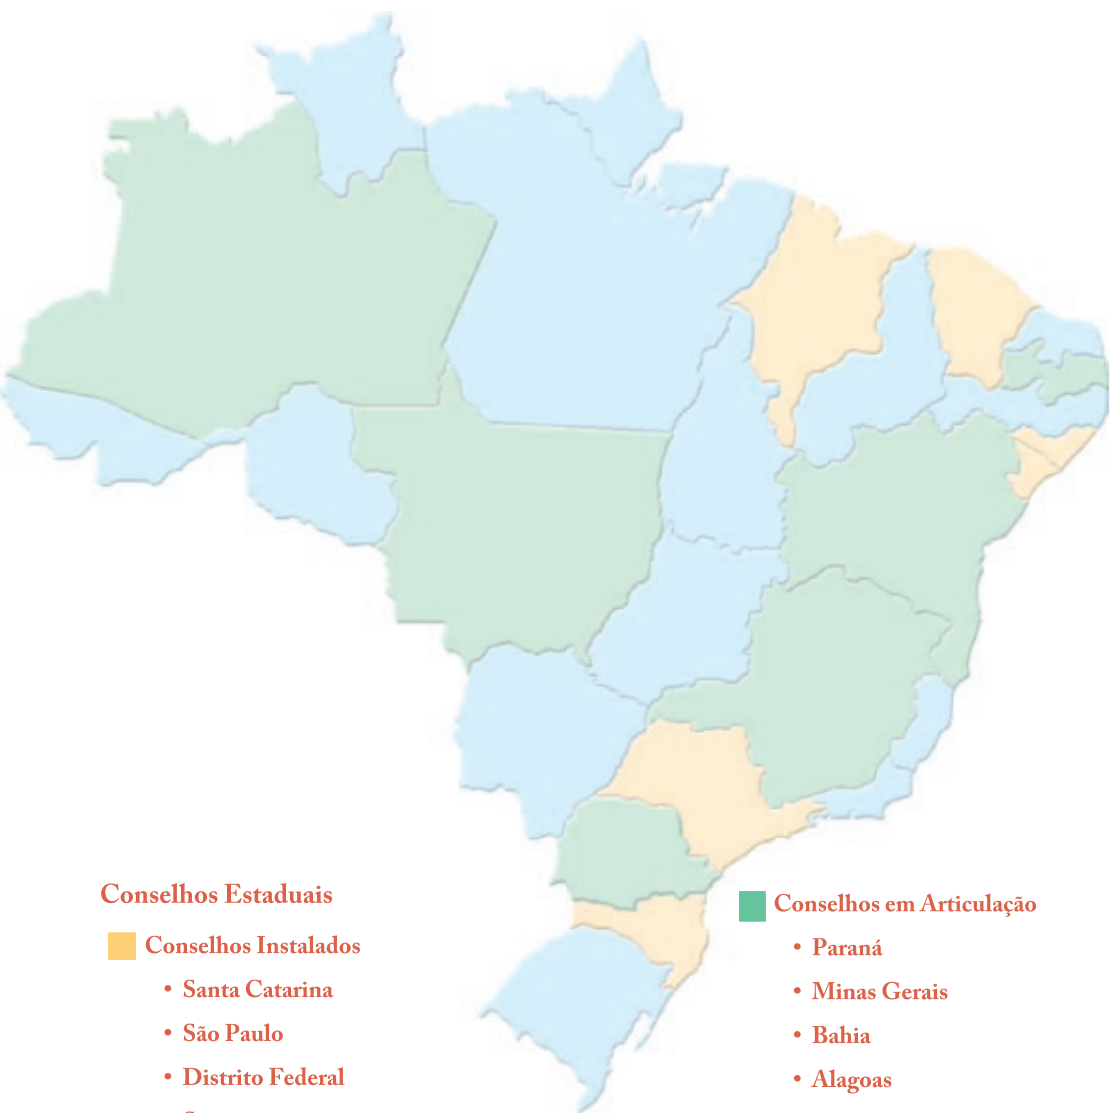 Conselhos Estaduais
Conselhos Instalados
• Santa Catarina
• São Paulo
• Distrito Federal
Conselhos em Articulação
• Paraná
• Minas Gerais
• Bahia
• Alagoas